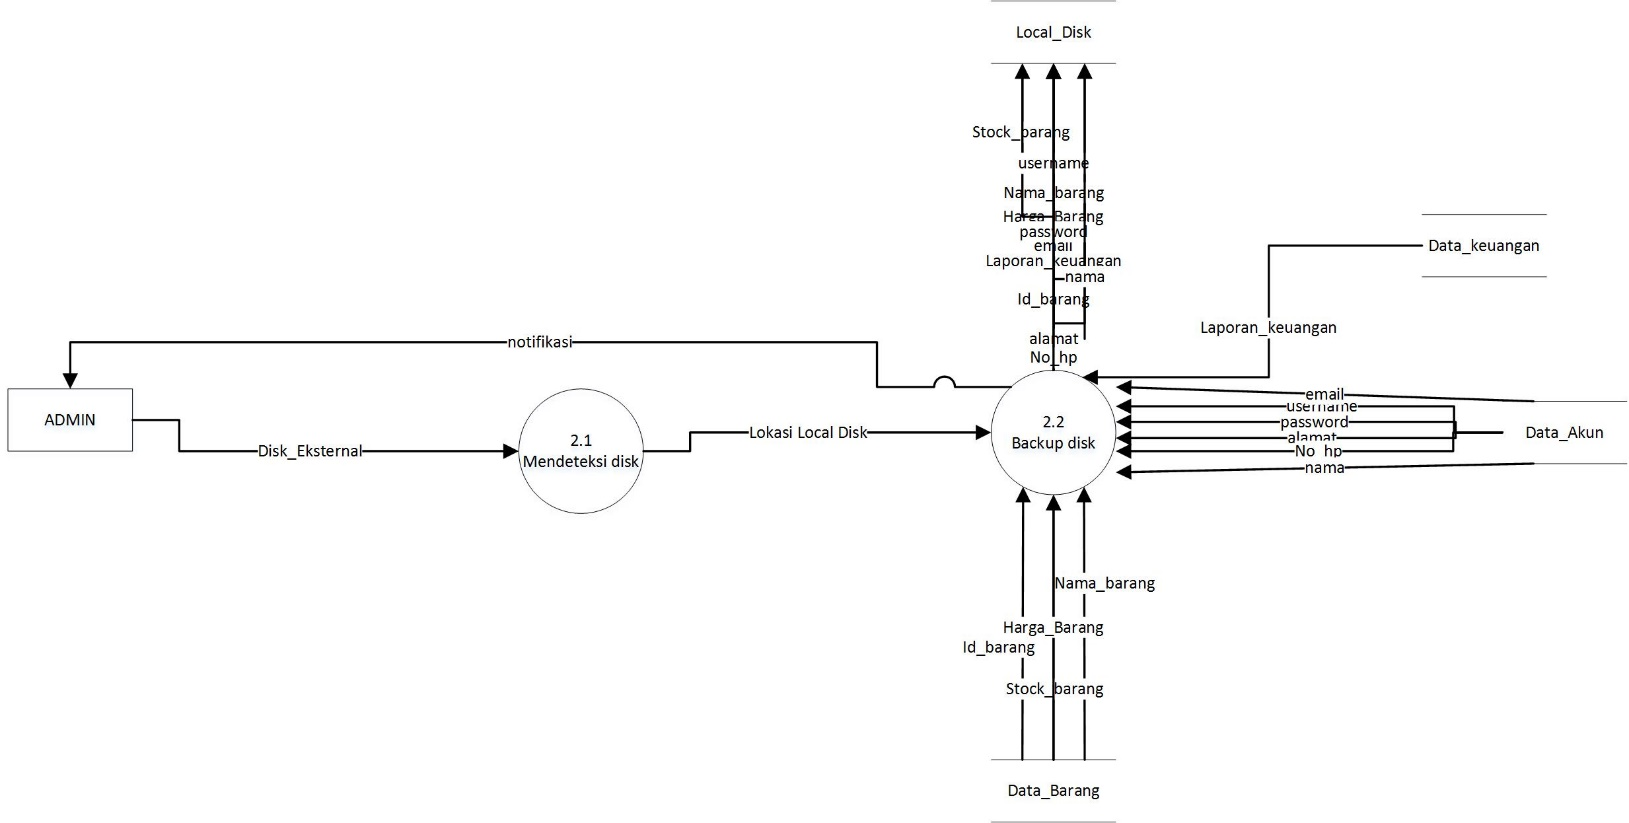 Local_Disk
Stock_barang
username
Nama_barang
Harga_Barang
password
email
Laporan_keuangan
nama
Id_barang
alamat
No_hp
Data_keuangan
Laporan_keuangan
notifikasi
ADMIN
Disk_Eksternal
2.1
Mendeteksi disk
Lokasi Local Disk
2.2
Backup disk
email
username
password
alamat
No_hp
nama
Data_Akun
Nama_barang
Harga_Barang
Id_barang
Stock_barang
Data_Barang